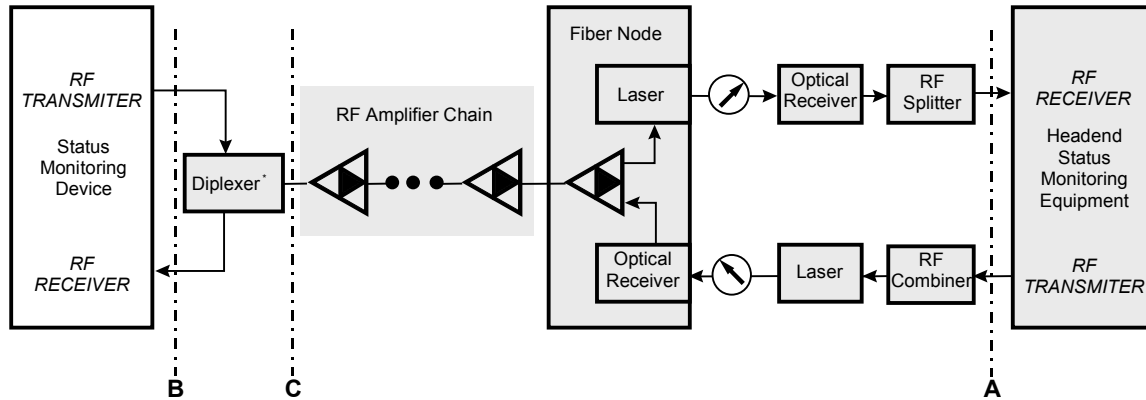 RF
TRANSMITER
Status
Monitoring
Device
RF
RECEIVER
Diplexer*
RF Amplifier Chain
Fiber Node
Laser
Optical
Receiver
Optical
Receiver
RF
Splitter
Laser
RF
Combiner
RF
RECEIVER
Headend
Status
Monitoring
Equipment
RF
TRANSMITER
B
C
A